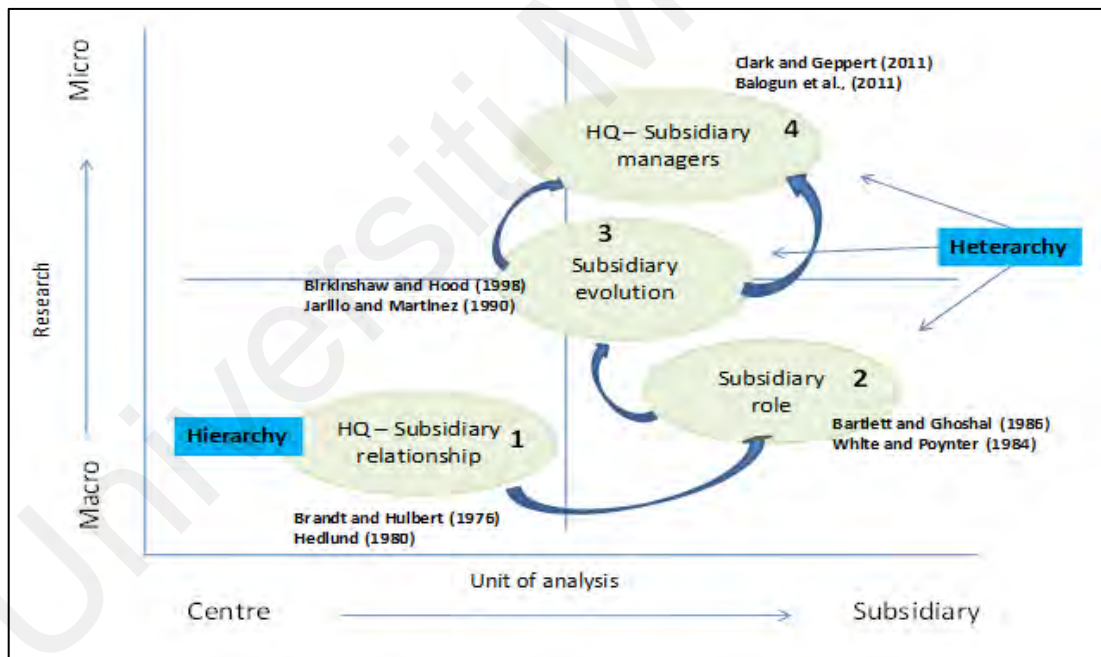 Micro
Research
Macro
Clark and Geppert (2011)
Balogun et al., (2011)
HQ – Subsidiary 4
managers
3
Subsidiary
evolution
Birkinshaw and Hood (1998)
Jarillo and Martinez (1990)
Heterarchy
Subsidiary 2
role
Bartlett and Ghoshal (1986)
White and Poynter (1984)
Hierarchy
HQ – Subsidiary 1
relationship
Brandt and Hulbert (1976)
Hedlund (1980)
Unit of analysis
Centre
Subsidiary